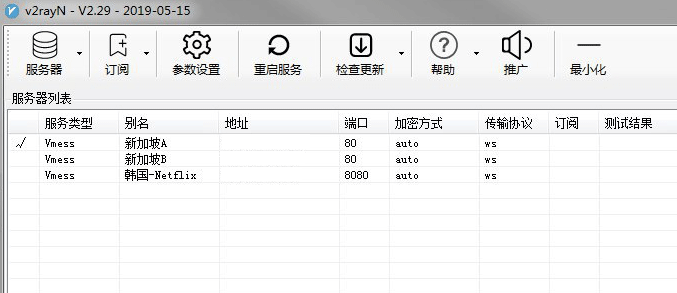 v2rayN - V2.29 - 2019-05-15
服务器 订阅 参数设置 重启服务 检查更新 帮助 推广 最小化
服务器列表
服务类型 别名 地址 端口 加密方式 传输协议 订阅 测试结果
√ Vmess 新加坡A 80 auto ws
Vmess 新加坡B 80 auto ws
Vmess 韩国-Netflix 8080 auto ws